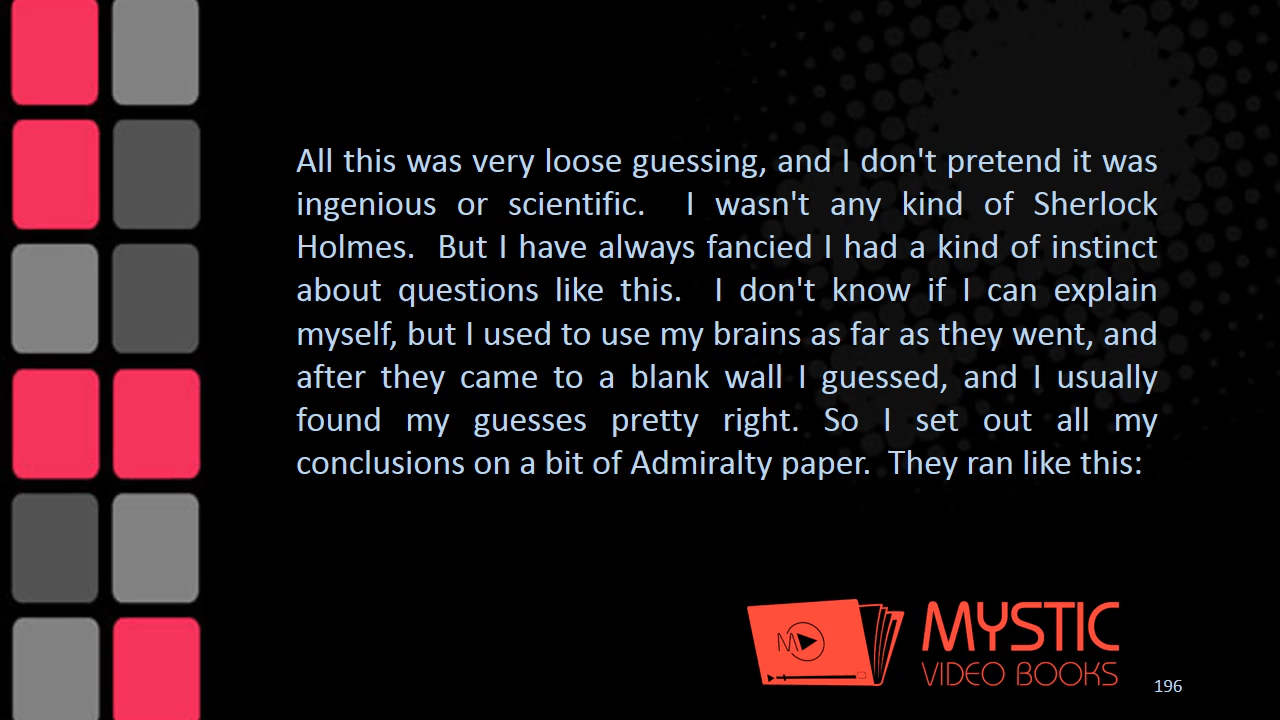 All this was very loose guessing, and I don't pretend it was
ingenious or scientific.  I wasn't any kind of Sherlock
Holmes.  But I have always fancied I had a kind of instinct
about questions like this.  I don't know if I can explain
myself, but I used to use my brains as far as they went, and
after they came to a blank wall I guessed, and I usually
found my guesses pretty right. So I set out all my
conclusions on a bit of Admiralty paper.  They ran like this:
M
MYSTIC
VIDEO BOOKS
196